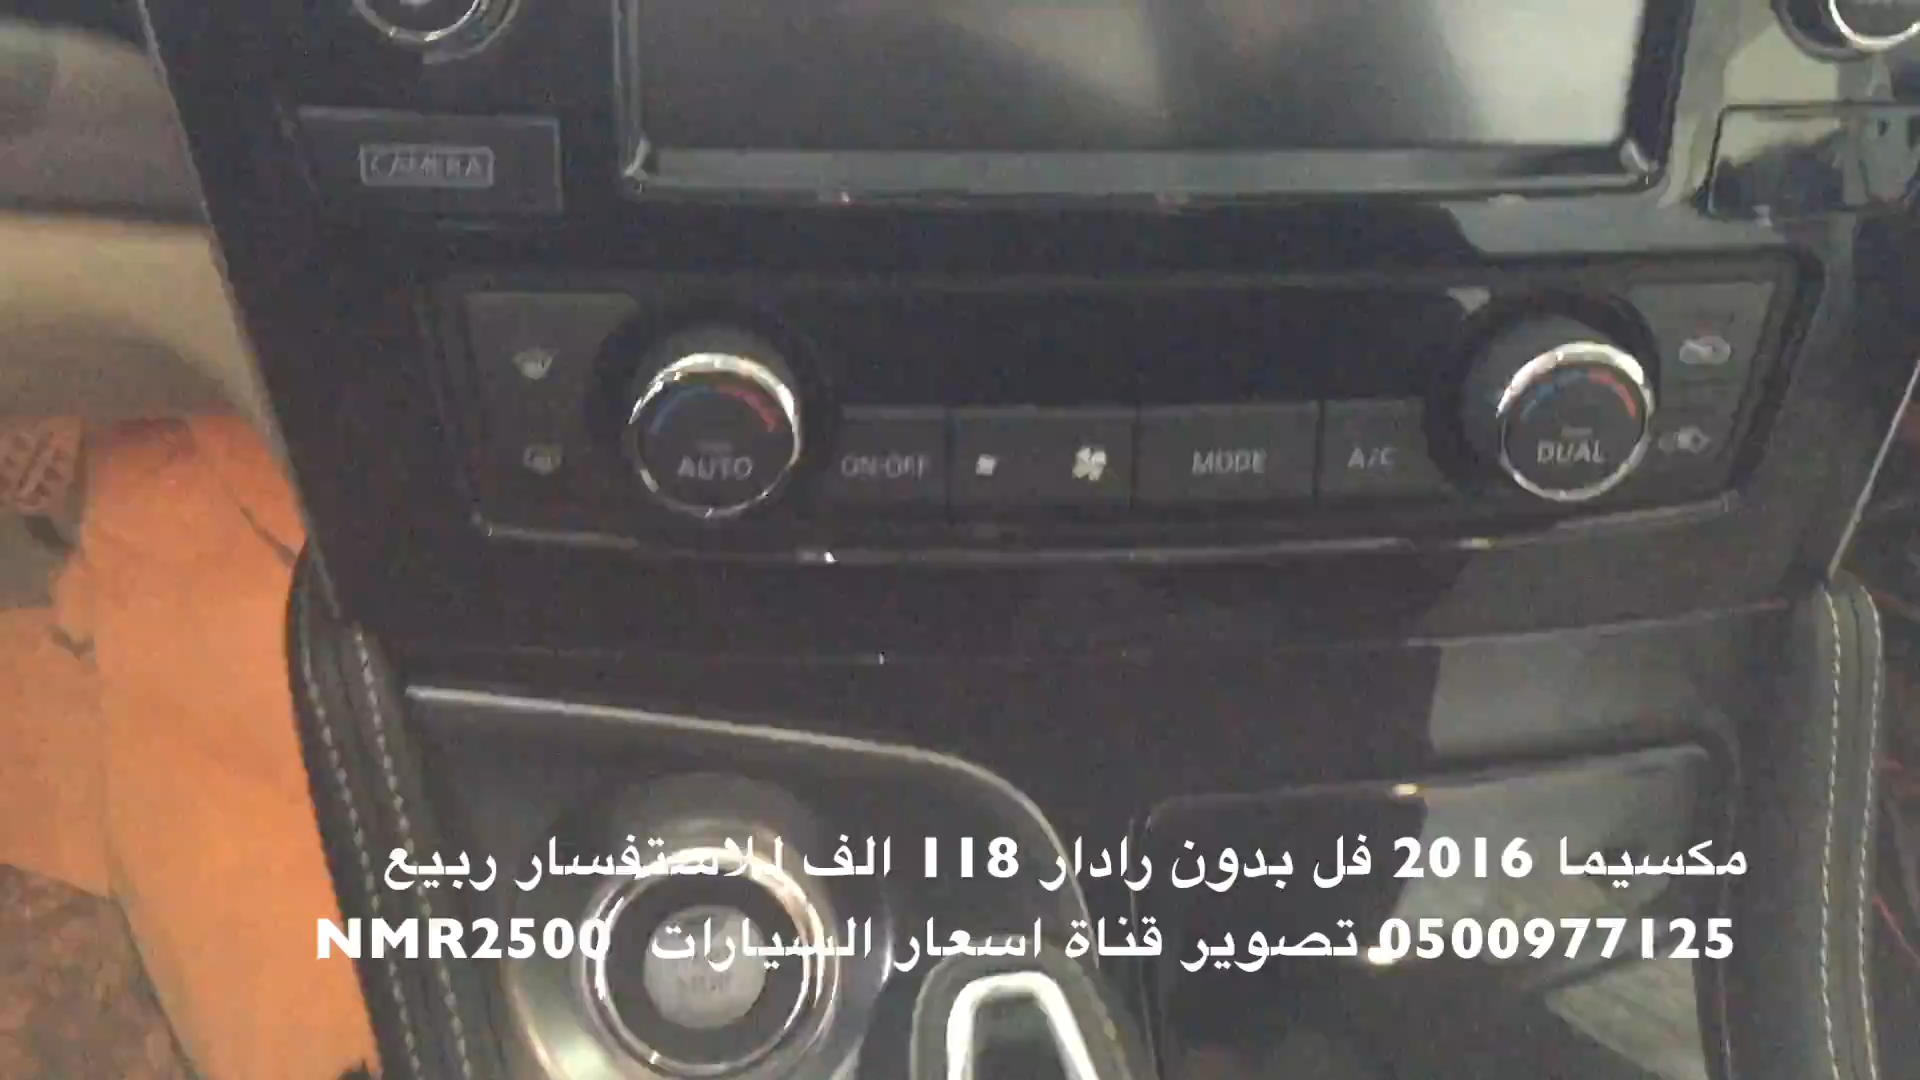 CAMERA
AUTO
ON·OFF
MODE
A/C
DUAL
مكسيما 2016 فل بدون رادار 118 الف للاستفسار ربيع
0500977125 تصوير قناة اسعار السيارات NMR2500
STOP